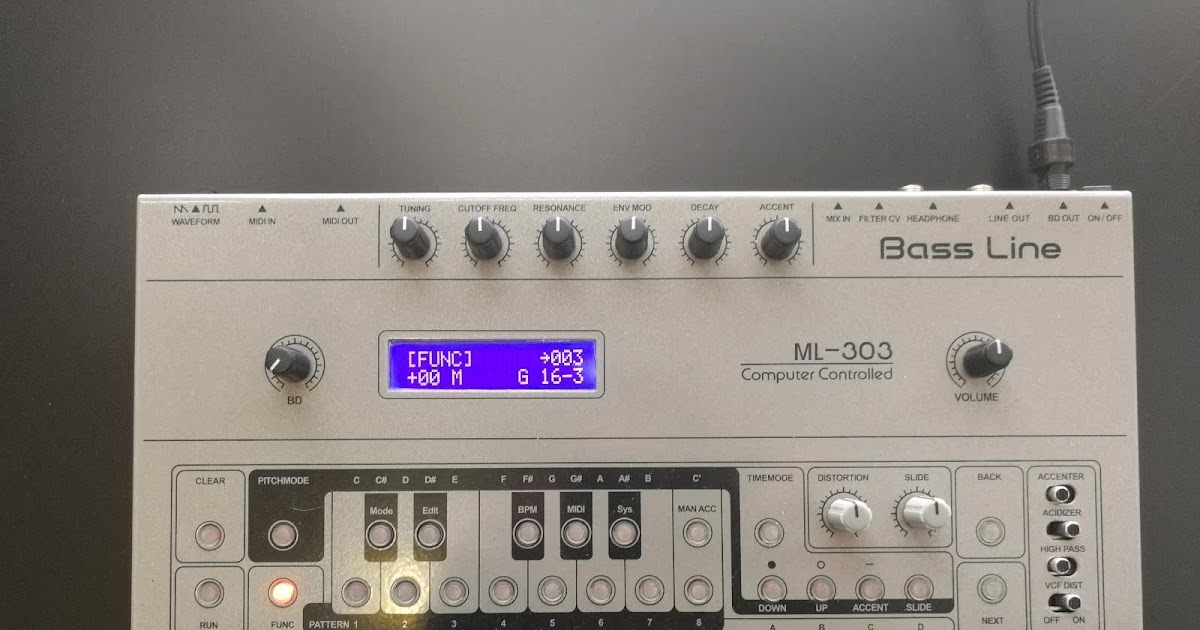 WAVEFORM MIDI IN MIDI OUT TUNING CUTOFF FREQ RESONANCE ENV MOD DECAY ACCENT MIX IN FILTER CV HEADPHONE LINE OUT BD OUT ON / OFF
Bass Line
[FUNC] →003
+00 M G 16-3
ML-303
Computer Controlled
BD
VOLUME
CLEAR PITCHMODE C C# D D# E F F# G G# A A# B C' TIMEMODE DISTORTION SLIDE BACK ACCENTER
Mode Edit BPM MIDI Sys MAN ACC
ACIDIZER
HIGH PASS
VCF DIST
DOWN UP ACCENT SLIDE
OFF ON
RUN FUNC PATTERN 1 2 3 4 5 6 7 8 NEXT
A B C D